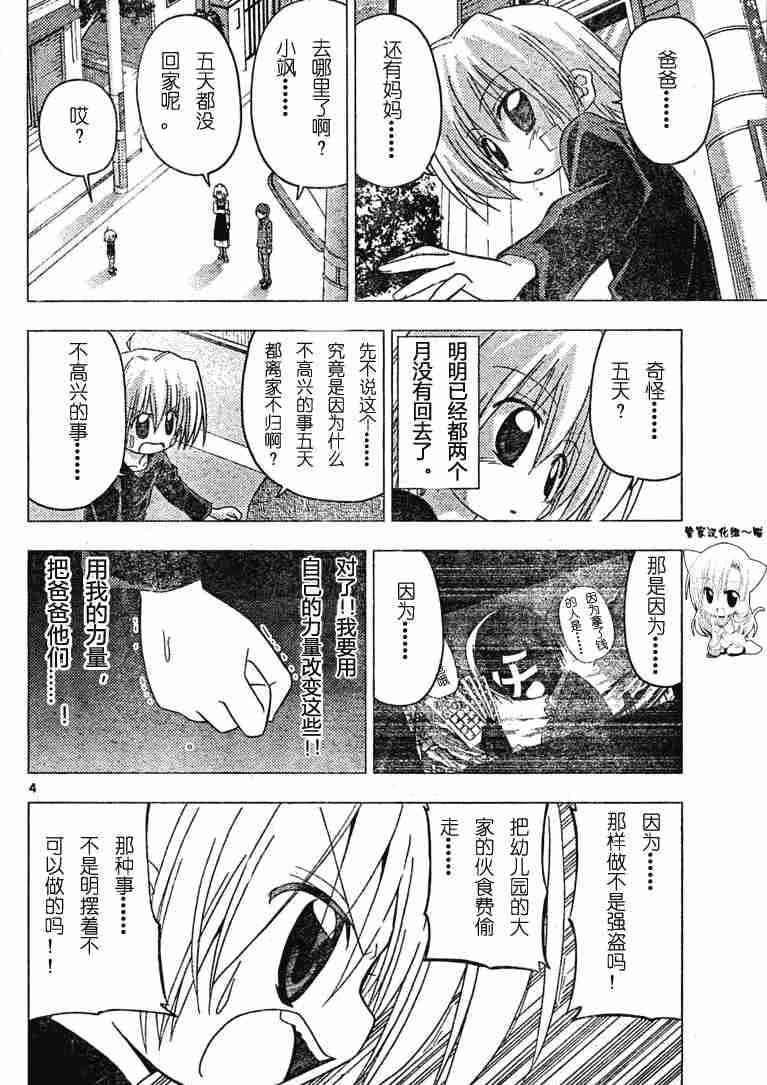 爸爸……
还有妈妈
……
去哪里了啊？
小飒……
五天都没
回家呢。
哎？
奇怪……
五天？
明明已经都两个
月没有回去了。
先不说这个……
究竟是因为什么
不高兴的事五天
都离家不归啊？
不高兴的事……
管家汉化组～喵
那是因为……
因为拿了钱
的人是……
因为……
对了!!我要用
自己的力量改变这些!!
用我的力量，
把爸爸他们……！
4
因为……
那样做不是强盗吗！
把幼儿园的大
家的伙食费偷
走……
那种事……
不是明摆着不
可以做的吗！！